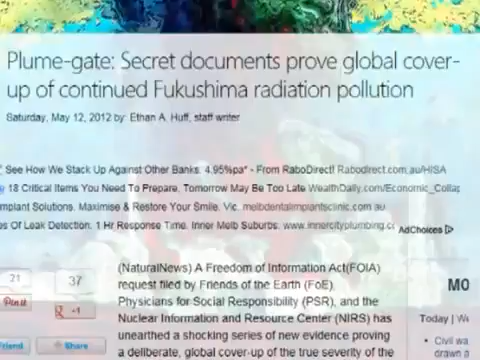 Plume-gate: Secret documents prove global cover-
up of continued Fukushima radiation pollution
Saturday, May 12, 2012 by: Ethan A. Huff, staff writer
See How We Stack Up Against Other Banks. 4.95%pa* - From RaboDirect! Rabodirect.com.au/HISA
18 Critical Items You Need To Prepare. Tomorrow May Be Too Late WealthDaily.com/Economic_Collap
mplant Solutions. Maximise & Restore Your Smile. Vic. melbdentalimplantsclinic.com.au
es Of Leak Detection: 1 Hr Response Time. Inner Melb Suburbs. www.innercityplumbing.co
AdChoices
21
37
Pin it
+1
Friend
Share
(NaturalNews) A Freedom of Information Act(FOIA)
request filed by Friends of the Earth (FoE),
Physicians for Social Responsibility (PSR), and the
Nuclear Information and Resource Center (NIRS) has
unearthed a shocking series of new evidence proving
a deliberate, global cover-up of the true severity of the
MO
Today | We
• Civil wa
drawn a